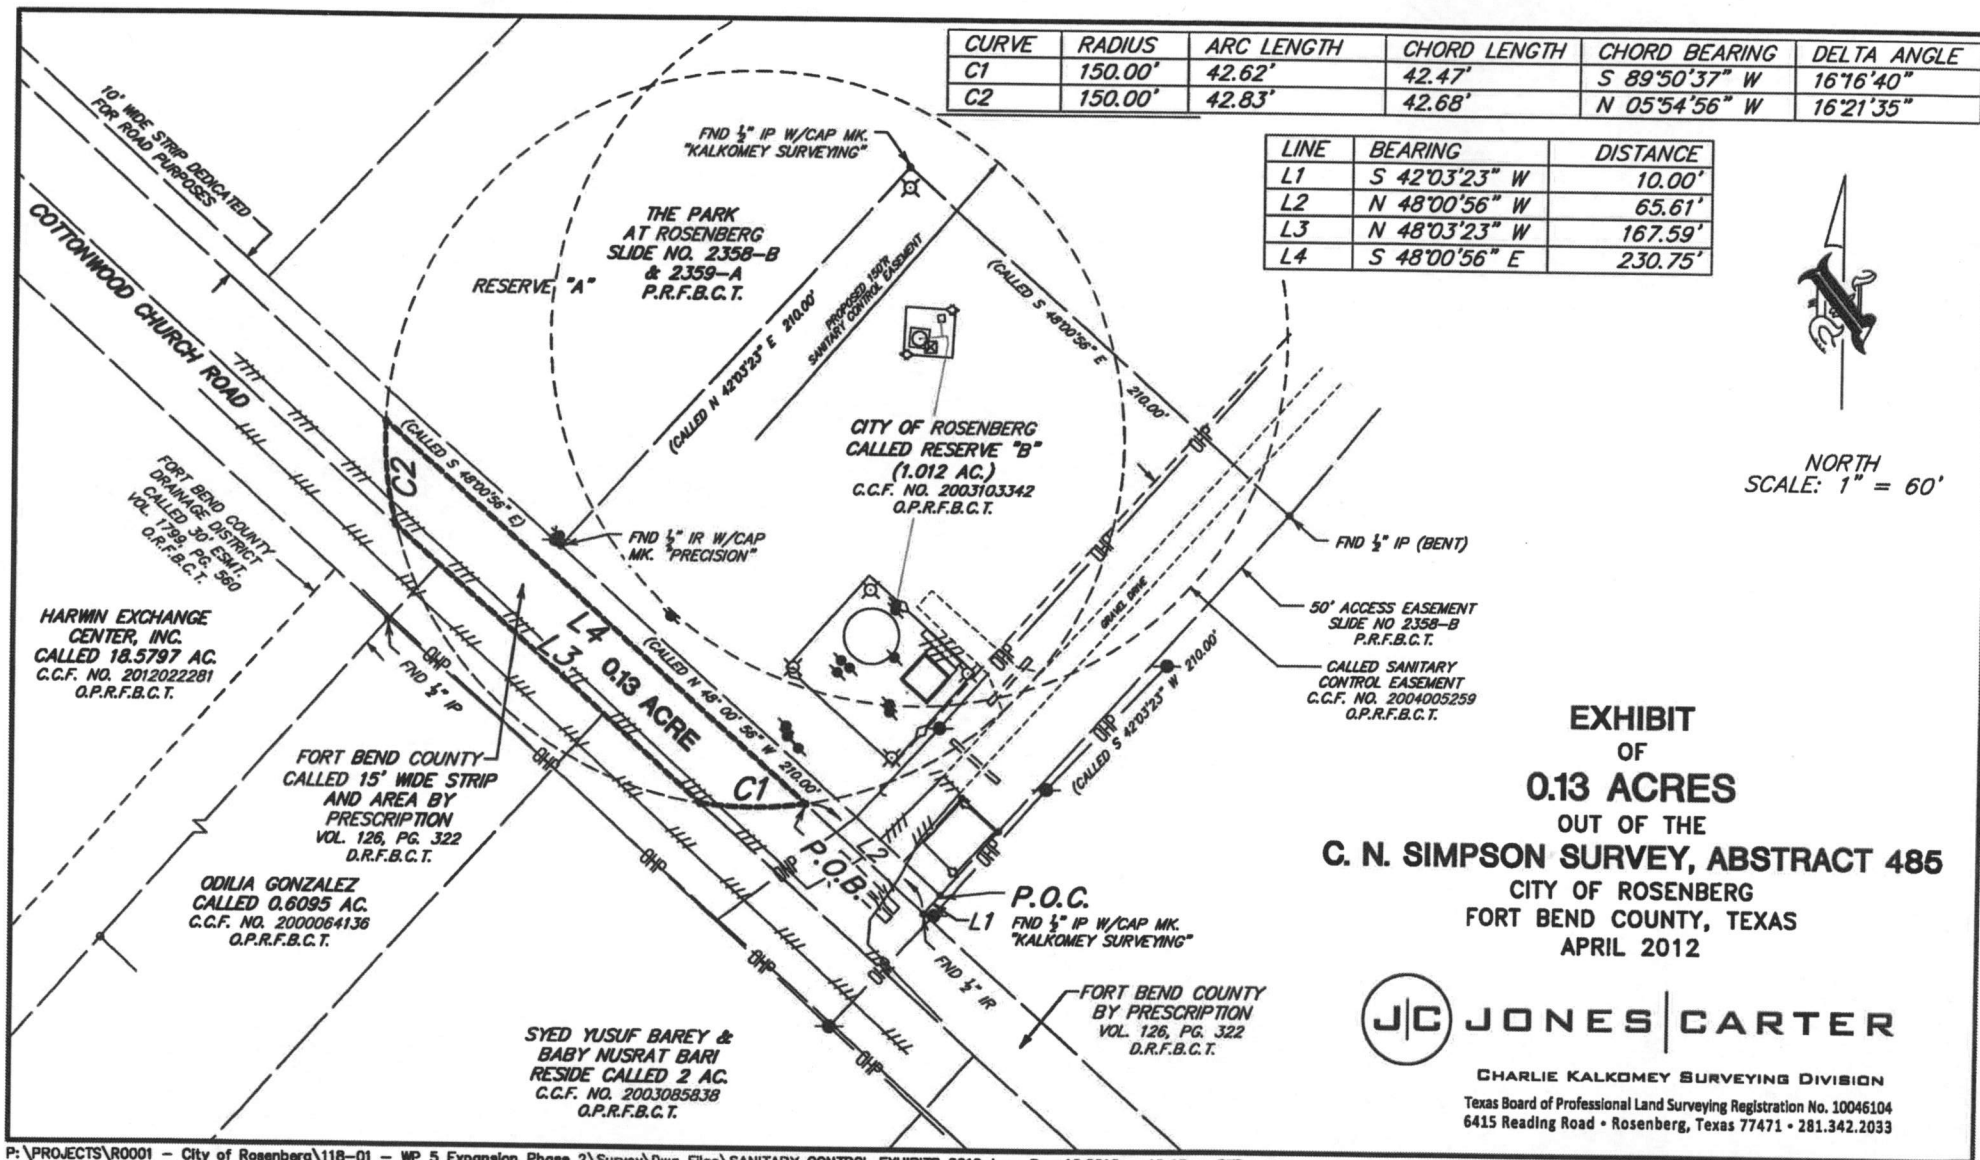 CURVE RADIUS ARC LENGTH CHORD LENGTH CHORD BEARING DELTA ANGLE
C1 150.00' 42.62' 42.47' S 89°50'37" W 16°16'40"
C2 150.00' 42.83' 42.68' N 05°54'56" W 16°21'35"
LINE BEARING DISTANCE
L1 S 42°03'23" W 10.00'
L2 N 48°00'56" W 65.61'
L3 N 48°03'23" W 167.59'
L4 S 48°00'56" E 230.75'
10' WIDE STRIP DEDICATED
FOR ROAD PURPOSES
COTTONWOOD CHURCH ROAD
FND ½" IP W/CAP MK.
"KALKOMEY SURVEYING"
THE PARK
AT ROSENBERG
SLIDE NO. 2358-B
& 2359-A
P.R.F.B.C.T.
RESERVE "A"
(CALLED N 42°03'23" E 210.00'
PROPOSED 150'R
SANITARY CONTROL EASEMENT
(CALLED S 48°00'56" E
210.00'
NORTH
SCALE: 1" = 60'
CITY OF ROSENBERG
CALLED RESERVE "B"
(1.012 AC.)
C.C.F. NO. 2003103342
O.P.R.F.B.C.T.
(CALLED S 48°00'56" E)
C2
FND ½" IR W/CAP
MK. "PRECISION"
FORT BEND COUNTY
DRAINAGE DISTRICT
CALLED 30' ESMT.
VOL. 1799, PG. 560
O.R.F.B.C.T.
HARWIN EXCHANGE
CENTER, INC.
CALLED 18.5797 AC.
C.C.F. NO. 2012022281
O.P.R.F.B.C.T.
FND ½" IP
OHP
OHP
OHP
OHP
OHP
OHP
OHP
OHP
OHP
OHP
OHP
OHP
OHP
L4
L3
0.13 ACRE
(CALLED N 48° 00' 56" W 210.00'
C1
P.O.B.
L2
GRAVEL DRIVE
FND ½" IP (BENT)
50' ACCESS EASEMENT
SLIDE NO 2358-B
P.R.F.B.C.T.
CALLED SANITARY
CONTROL EASEMENT
C.C.F. NO. 2004005259
O.P.R.F.B.C.T.
(CALLED S 42°03'23" W 210.00'
FORT BEND COUNTY
CALLED 15' WIDE STRIP
AND AREA BY
PRESCRIPTION
VOL. 126, PG. 322
D.R.F.B.C.T.
ODILIA GONZALEZ
CALLED 0.6095 AC.
C.C.F. NO. 2000064136
O.P.R.F.B.C.T.
P.O.C.
L1
FND ½" IP W/CAP MK.
"KALKOMEY SURVEYING"
FND ½" IR
FORT BEND COUNTY
BY PRESCRIPTION
VOL. 126, PG. 322
D.R.F.B.C.T.
SYED YUSUF BAREY &
BABY NUSRAT BARI
RESIDE CALLED 2 AC.
C.C.F. NO. 2003085838
O.P.R.F.B.C.T.
EXHIBIT
OF
0.13 ACRES
OUT OF THE
C. N. SIMPSON SURVEY, ABSTRACT 485
CITY OF ROSENBERG
FORT BEND COUNTY, TEXAS
APRIL 2012
J|C JONES|CARTER
CHARLIE KALKOMEY SURVEYING DIVISION
Texas Board of Professional Land Surveying Registration No. 10046104
6415 Reading Road • Rosenberg, Texas 77471 • 281.342.2033
P:\PROJECTS\R0001 - City of Rosenberg\118-01 - WP 5 Expansion Phase 2\Survey\Dwg Files\SANITARY CONTROL